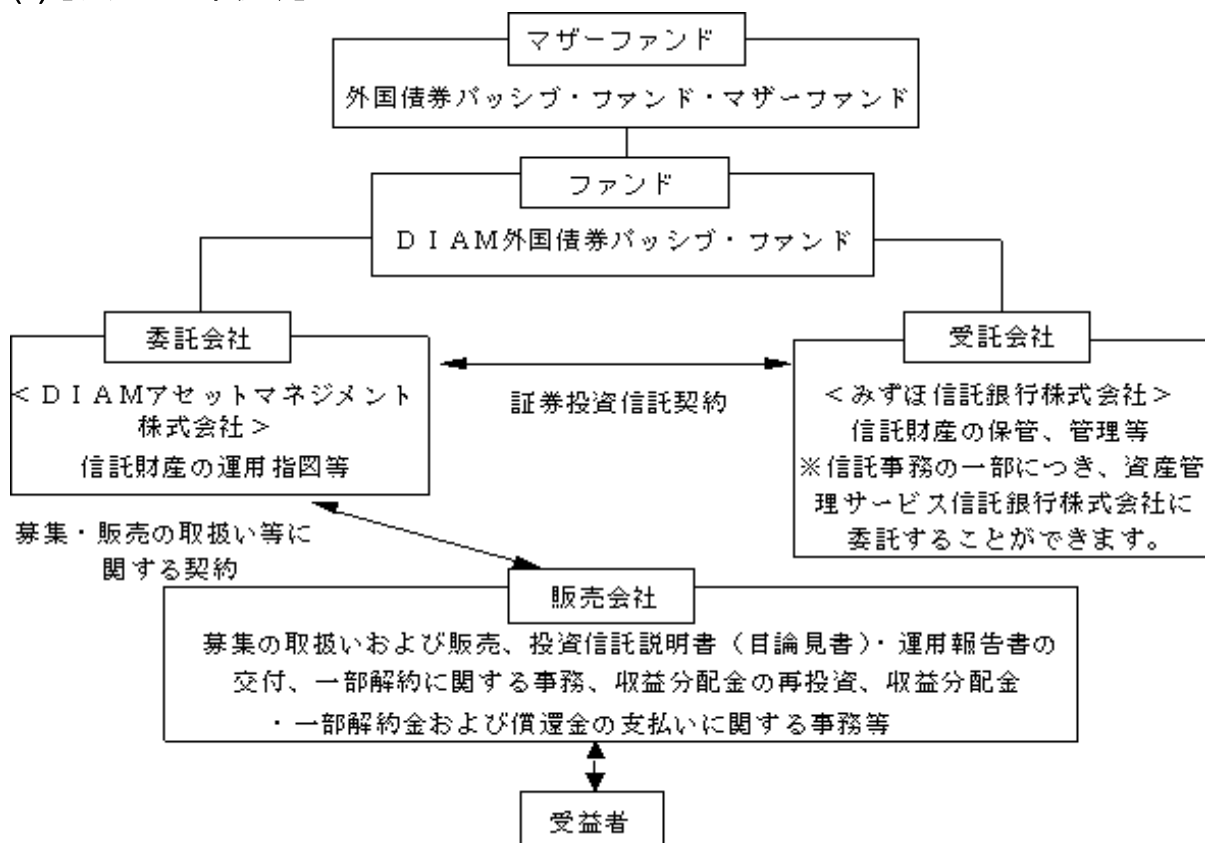 マザーファンド
外国債券パッシブ・ファンド・マザーファンド
ファンド
ＤＩＡＭ外国債券パッシブ・ファンド
委託会社
＜ＤＩＡＭアセットマネジメント
株式会社＞
信託財産の運用指図等
証券投資信託契約
受託会社
＜みずほ信託銀行株式会社＞
信託財産の保管、管理等
※信託事務の一部につき、資産管
理サービス信託銀行株式会社に
委託することができます。
募集・販売の取扱い等に
関する契約
販売会社
募集の取扱いおよび販売、投資信託説明書（目論見書）・運用報告書の
交付、一部解約に関する事務、収益分配金の再投資、収益分配金
・一部解約金および償還金の支払いに関する事務等
受益者